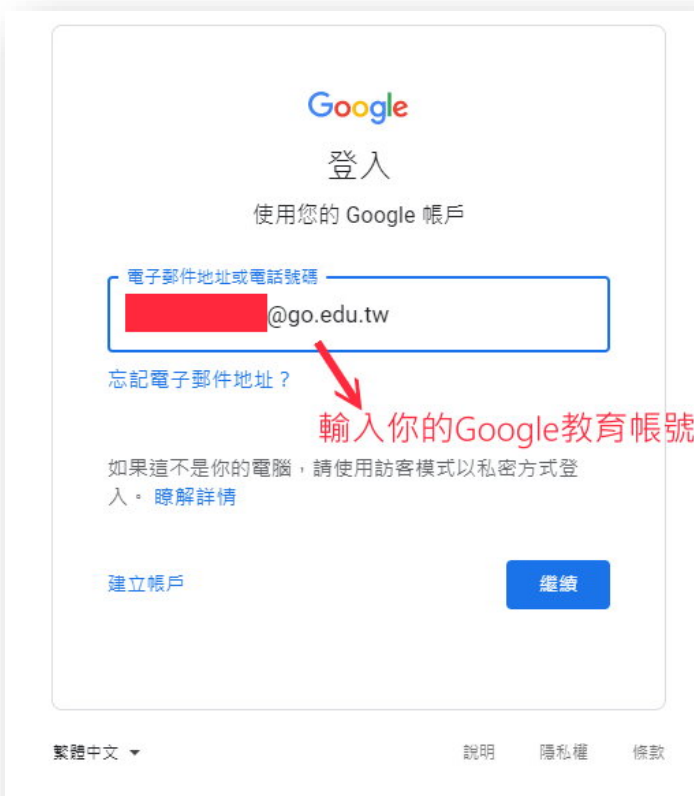 Google
登入
使用您的 Google 帳戶
電子郵件地址或電話號碼
@go.edu.tw
忘記電子郵件地址？
輸入你的Google教育帳號
如果這不是你的電腦，請使用訪客模式以私密方式登
入。 瞭解詳情
建立帳戶
繼續
繁體中文
說明
隱私權
條款